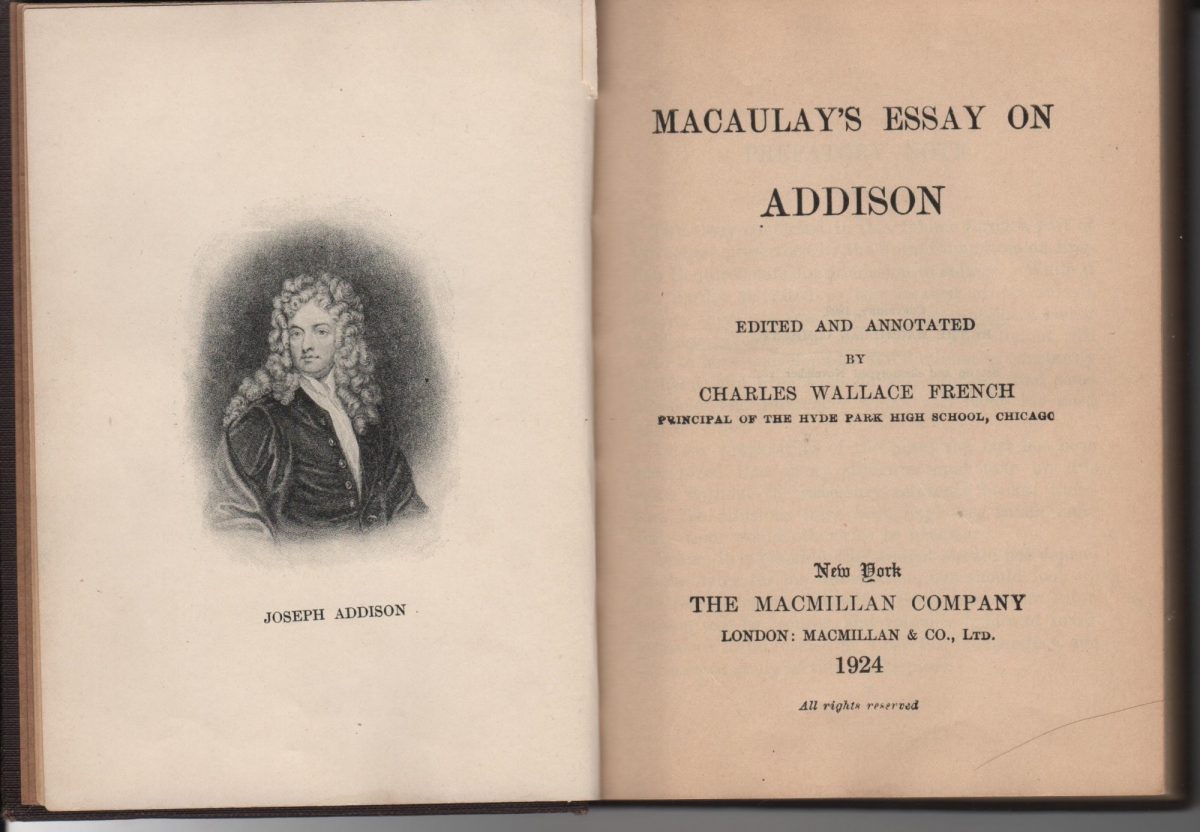 JOSEPH ADDISON
MACAULAY'S ESSAY ON
ADDISON
EDITED AND ANNOTATED
BY
CHARLES WALLACE FRENCH
PRINCIPAL OF THE HYDE PARK HIGH SCHOOL, CHICAGO
New York
THE MACMILLAN COMPANY
LONDON: MACMILLAN & CO., LTD.
1924
All rights reserved